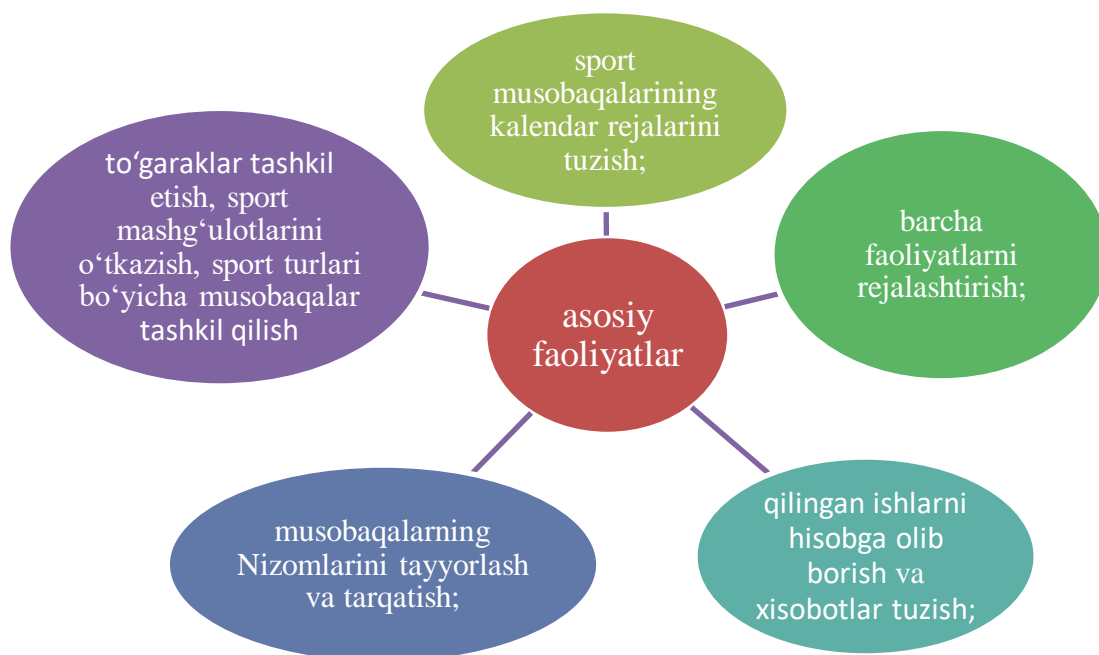 sport
musobaqalarining
kalendar rejalarini
tuzish;
to‘garaklar tashkil
etish, sport
mashg‘ulotlarini
o‘tkazish, sport turlari
bo‘yicha musobaqalar
tashkil qilish
barcha
faoliyatlarni
rejalashtirish;
asosiy
faoliyatlar
musobaqalarning
Nizomlarini tayyorlash
va tarqatish;
qilingan ishlarni
hisobga olib
borish va
xisobotlar tuzish;